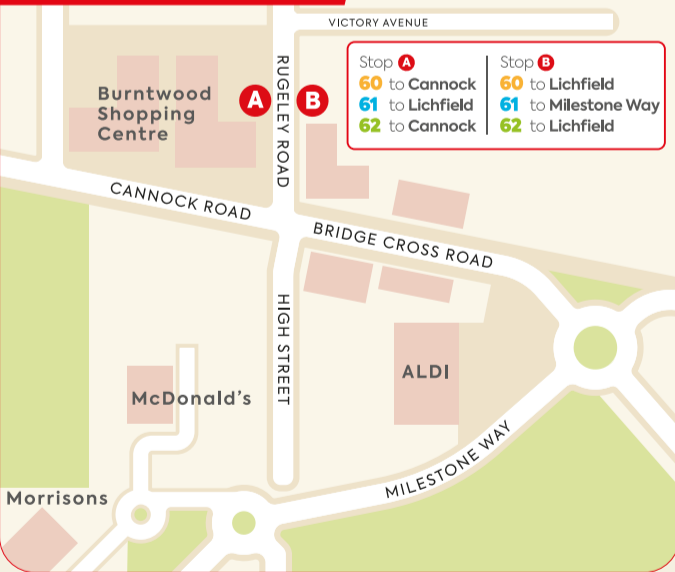 VICTORY AVENUE
RUGELEY ROAD
Stop A
60 to Cannock
61 to Lichfield
62 to Cannock
Stop B
60 to Lichfield
61 to Milestone Way
62 to Lichfield
Burntwood
Shopping
Centre
A
B
CANNOCK ROAD
BRIDGE CROSS ROAD
HIGH STREET
ALDI
McDonald's
MILESTONE WAY
Morrisons